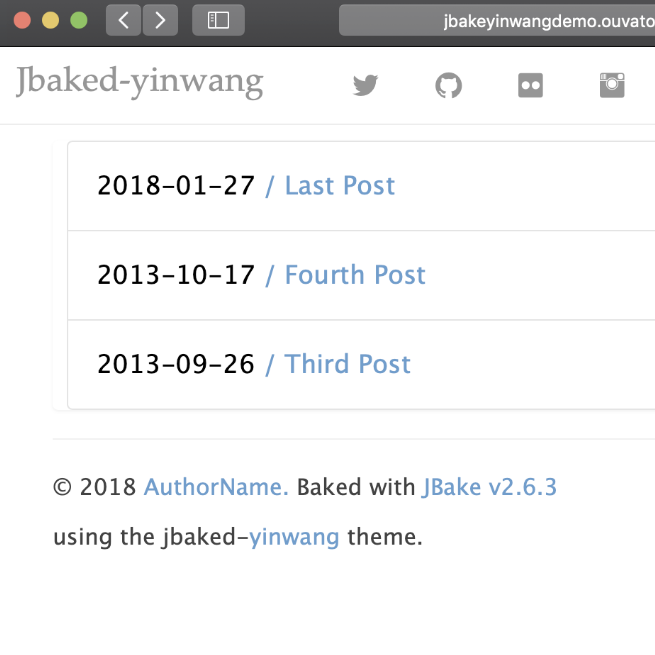 jbakeyinwangdemo.ouvato
Jbaked-yinwang
2018-01-27 / Last Post
2013-10-17 / Fourth Post
2013-09-26 / Third Post
© 2018 AuthorName. Baked with JBake v2.6.3
using the jbaked-yinwang theme.